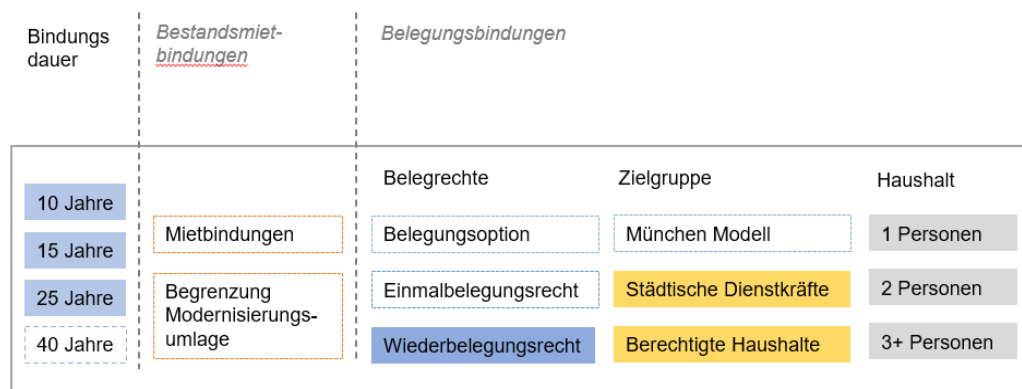 Bindungs
dauer
Bestandsmiet-
bindungen
Belegungsbindungen
Belegrechte
Zielgruppe
Haushalt
10 Jahre
15 Jahre
25 Jahre
40 Jahre
Mietbindungen
Begrenzung
Modernisierungs-
umlage
Belegungsoption
Einmalbelegungsrecht
Wiederbelegungsrecht
München Modell
Städtische Dienstkräfte
Berechtigte Haushalte
1 Personen
2 Personen
3+ Personen